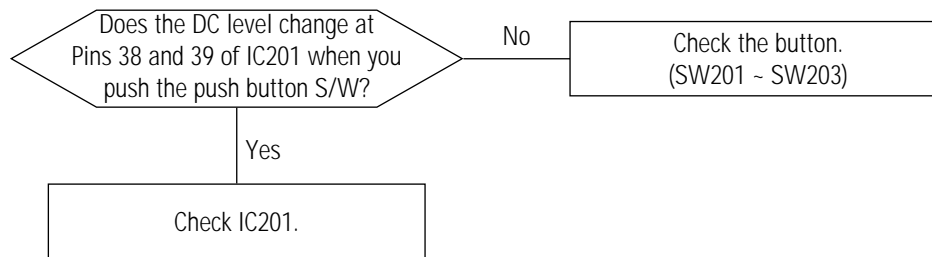 Does the DC level change at
Pins 38 and 39 of IC201 when you
push the push button S/W?
No
Check the button.
(SW201 ~ SW203)
Yes
Check IC201.